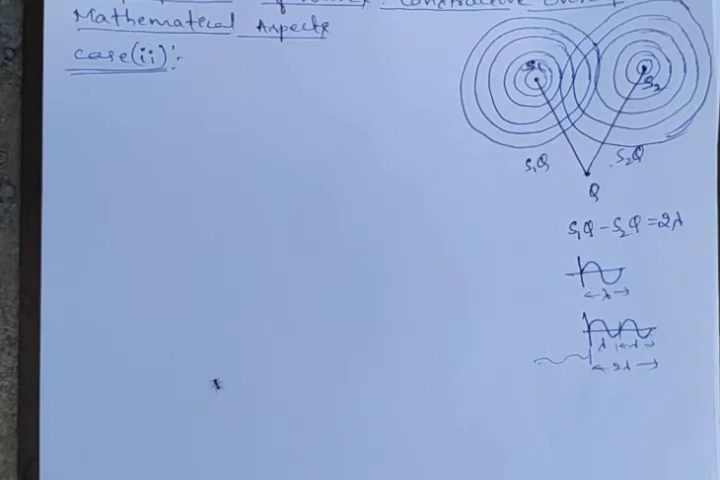 Mathematical Aspects
case(ii):
S1
S2
S1Q
S2Q
Q
S1Q - S2Q = 2λ
← λ →
λ
← 2λ →